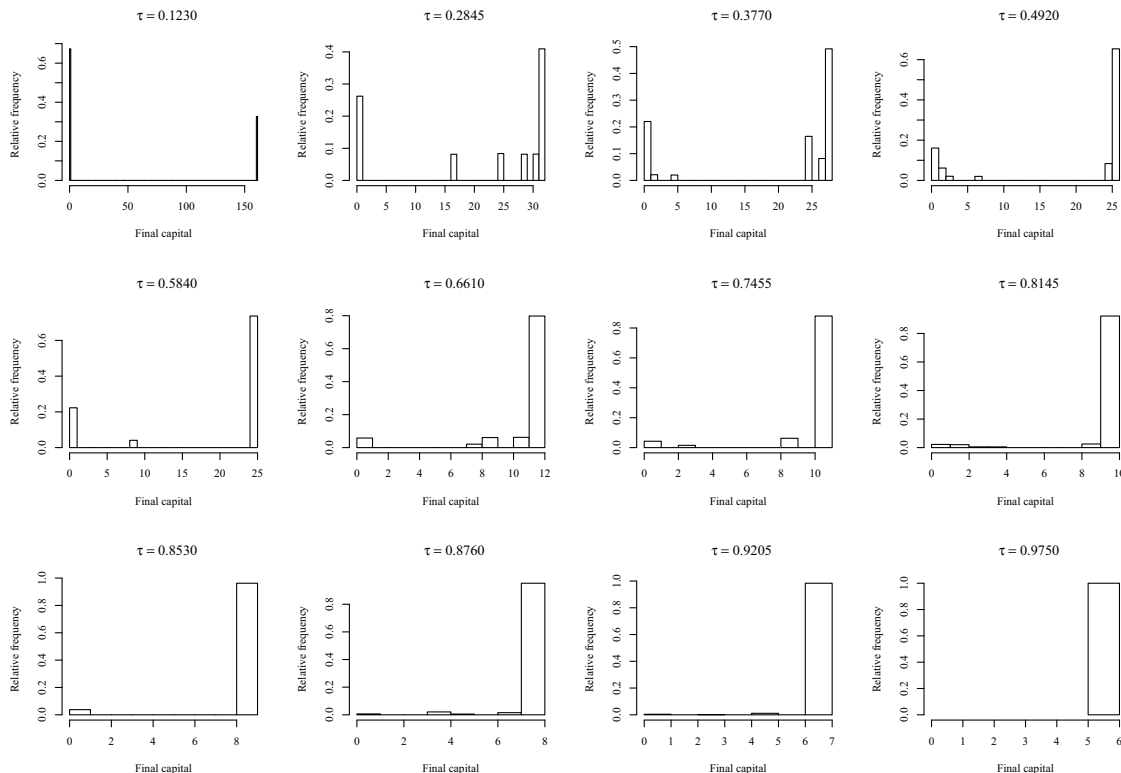 τ = 0.1230
Relative frequency
0.0 0.2 0.4 0.6
0 50 100 150
Final capital
τ = 0.2845
Relative frequency
0.0 0.1 0.2 0.3 0.4
0 5 10 15 20 25 30
Final capital
τ = 0.3770
Relative frequency
0.0 0.1 0.2 0.3 0.4 0.5
0 5 10 15 20 25
Final capital
τ = 0.4920
Relative frequency
0.0 0.2 0.4 0.6
0 5 10 15 20 25
Final capital
τ = 0.5840
Relative frequency
0.0 0.2 0.4 0.6
0 5 10 15 20 25
Final capital
τ = 0.6610
Relative frequency
0.0 0.2 0.4 0.6 0.8
0 2 4 6 8 10 12
Final capital
τ = 0.7455
Relative frequency
0.0 0.2 0.4 0.6 0.8
0 2 4 6 8 10
Final capital
τ = 0.8145
Relative frequency
0.0 0.2 0.4 0.6 0.8
0 2 4 6 8 10
Final capital
τ = 0.8530
Relative frequency
0.0 0.2 0.4 0.6 0.8 1.0
0 2 4 6 8
Final capital
τ = 0.8760
Relative frequency
0.0 0.2 0.4 0.6 0.8
0 2 4 6 8
Final capital
τ = 0.9205
Relative frequency
0.0 0.2 0.4 0.6 0.8 1.0
0 1 2 3 4 5 6 7
Final capital
τ = 0.9750
Relative frequency
0.0 0.2 0.4 0.6 0.8 1.0
0 1 2 3 4 5 6
Final capital